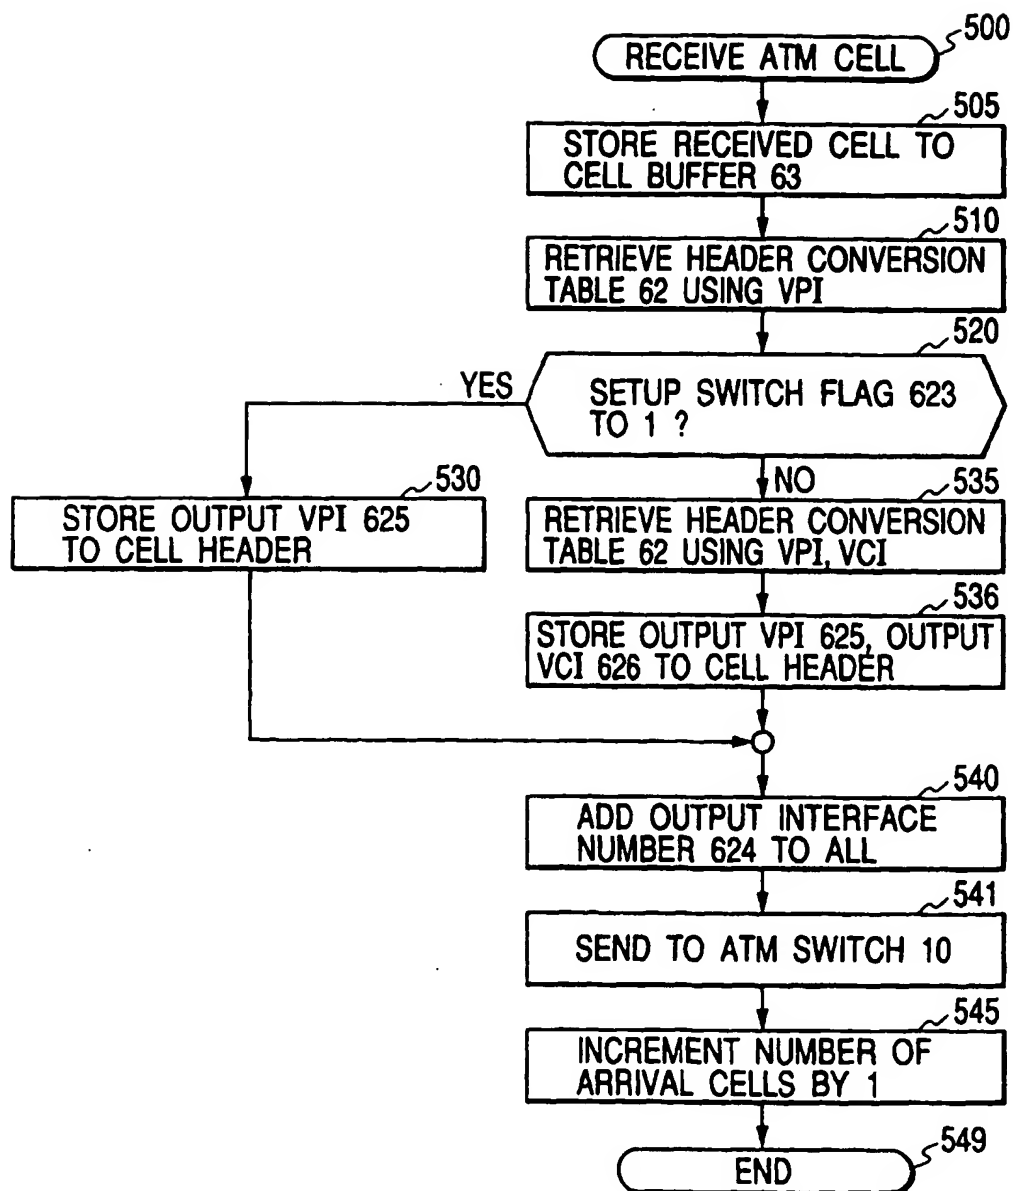 500
RECEIVE ATM CELL
505
STORE RECEIVED CELL TO
CELL BUFFER 63
510
RETRIEVE HEADER CONVERSION
TABLE 62 USING VPI
520
YES
SETUP SWITCH FLAG 623
TO 1 ?
NO
530
STORE OUTPUT VPI 625
TO CELL HEADER
535
RETRIEVE HEADER CONVERSION
TABLE 62 USING VPI, VCI
536
STORE OUTPUT VPI 625, OUTPUT
VCI 626 TO CELL HEADER
540
ADD OUTPUT INTERFACE
NUMBER 624 TO ALL
541
SEND TO ATM SWITCH 10
545
INCREMENT NUMBER OF
ARRIVAL CELLS BY 1
549
END